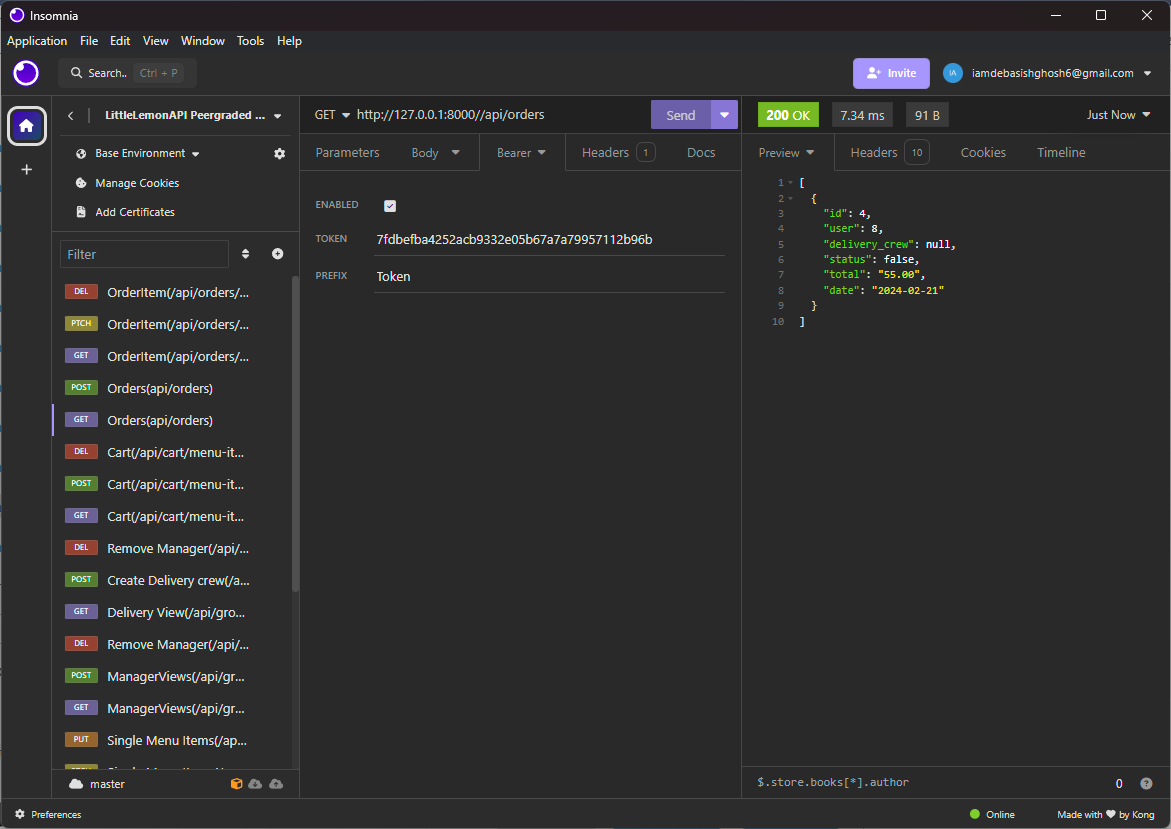 Insomnia
Application File Edit View Window Tools Help
Search.. Ctrl + P
Invite
IA
iamdebasishghosh6@gmail.com
LittleLemonAPI Peergraded ...
Base Environment
Manage Cookies
Add Certificates
Filter
DEL OrderItem(/api/orders/...
PTCH OrderItem(/api/orders/...
GET OrderItem(/api/orders/...
POST Orders(api/orders)
GET Orders(api/orders)
DEL Cart(/api/cart/menu-it...
POST Cart(/api/cart/menu-it...
GET Cart(/api/cart/menu-it...
DEL Remove Manager(/api/...
POST Create Delivery crew(/a...
GET Delivery View(/api/gro...
DEL Remove Manager(/api/...
POST ManagerViews(/api/gr...
GET ManagerViews(/api/gr...
PUT Single Menu Items(/ap...
master
Preferences
GET http://127.0.0.1:8000//api/orders Send
Parameters Body Bearer Headers 1 Docs
ENABLED
TOKEN 7fdbefba4252acb9332e05b67a7a79957112b96b
PREFIX Token
200 OK 7.34 ms 91 B Just Now
Preview Headers 10 Cookies Timeline
1 [
2 {
3 "id": 4,
4 "user": 8,
5 "delivery_crew": null,
6 "status": false,
7 "total": "55.00",
8 "date": "2024-02-21"
9 }
10 ]
$.store.books[*].author 0 ?
Online Made with ❤ by Kong